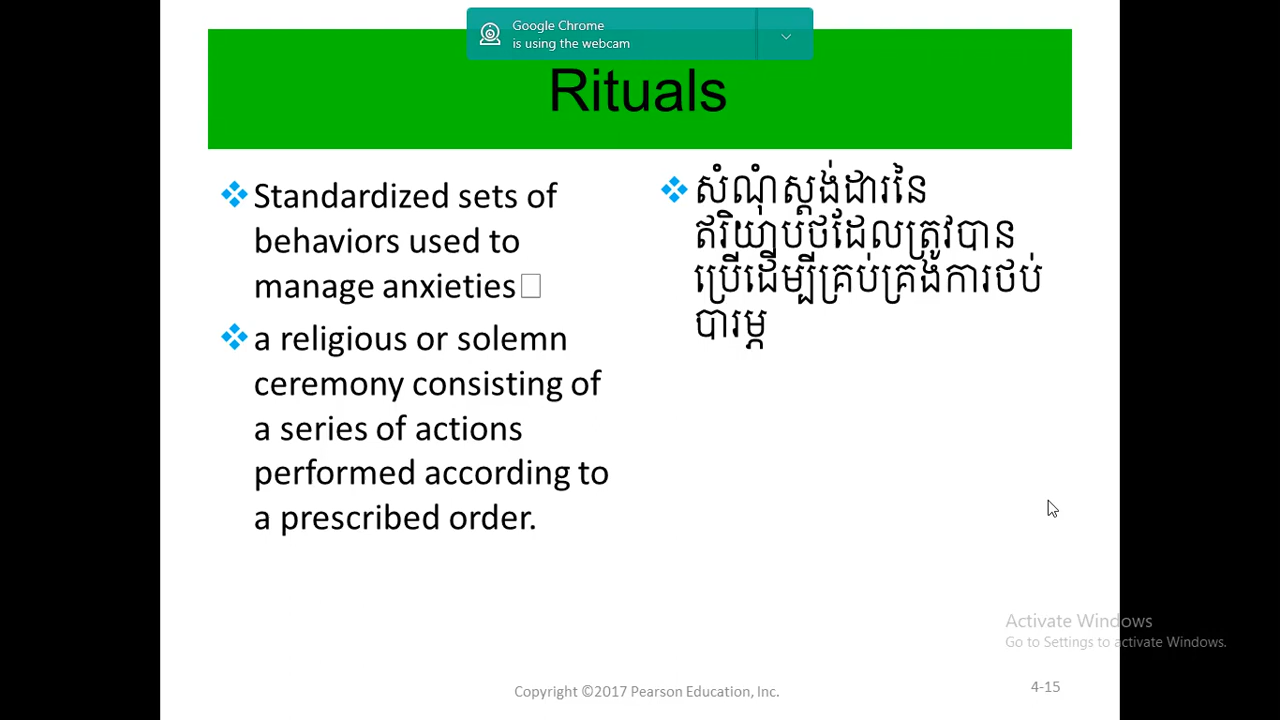 Google Chrome
is using the webcam
Rituals
Standardized sets of
behaviors used to
manage anxieties
a religious or solemn
ceremony consisting of
a series of actions
performed according to
a prescribed order.
សំណុំស្តង់ដារនៃ
ឥរិយាបថដែលត្រូវបាន
ប្រើដើម្បីគ្រប់គ្រងការថប់
បារម្ភ
Activate Windows
Go to Settings to activate Windows.
Copyright ©2017 Pearson Education, Inc.
4-15